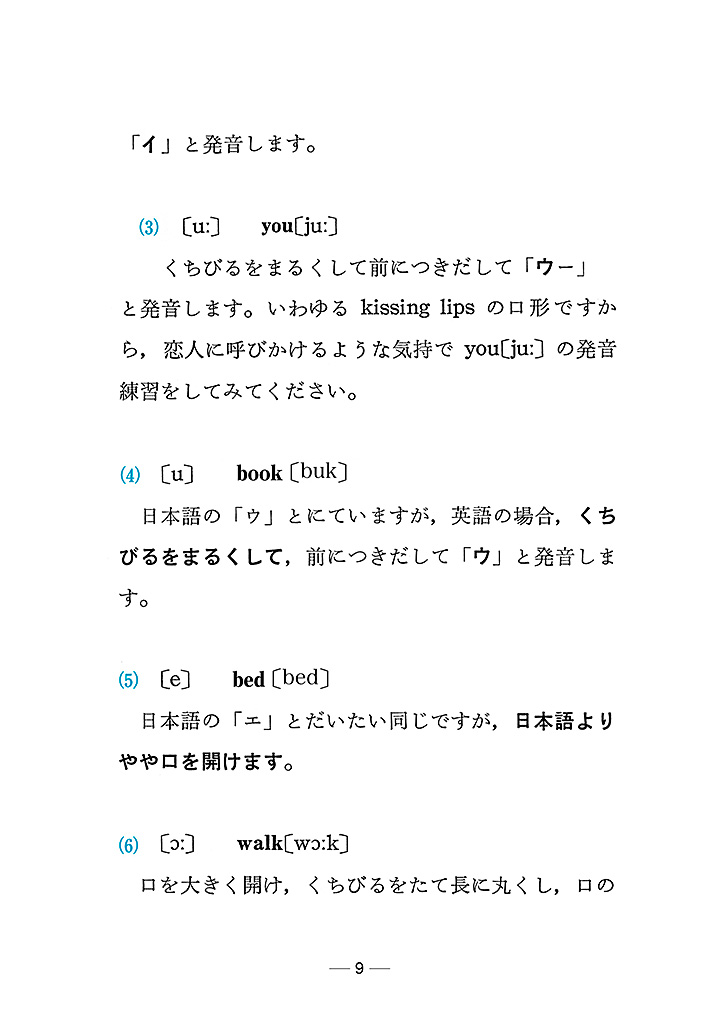 「イ」と発音します。
(3) 〔u:〕 you〔ju:〕
くちびるをまるくして前につきだして「ウー」
と発音します。いわゆる kissing lips の口形ですか
ら，恋人に呼びかけるような気持で you〔ju:〕の発音
練習をしてみてください。
(4) 〔u〕 book〔buk〕
日本語の「ゥ」とにていますが，英語の場合，くち
びるをまるくして，前につきだして「ウ」と発音しま
す。
(5) 〔e〕 bed〔bed〕
日本語の「エ」とだいたい同じですが，日本語より
やや口を開けます。
(6) 〔ɔ:〕 walk〔wɔ:k〕
口を大きく開け，くちびるをたて長に丸くし，口の
— 9 —